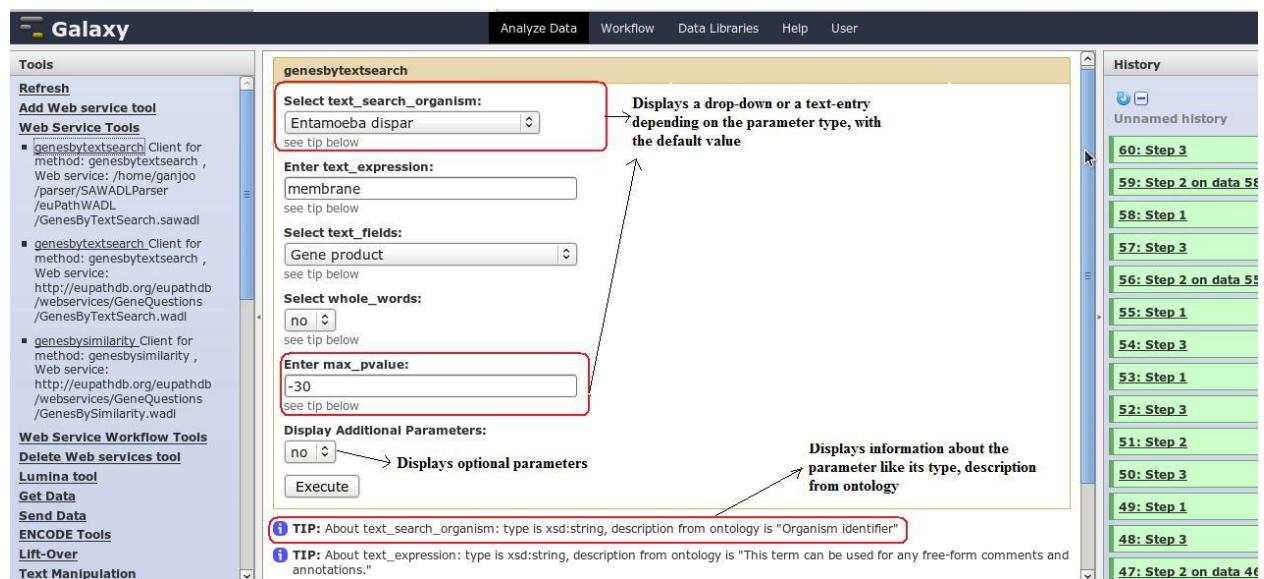 Galaxy
Analyze Data Workflow Data Libraries Help User
Tools
Refresh
Add Web service tool
Web Service Tools
genesbytextsearch Client for
method: genesbytextsearch ,
Web service: /home/ganjoo
/parser/SAWADLParser
/euPathWADL
/GenesByTextSearch.sawadl
genesbytextsearch Client for
method: genesbytextsearch ,
Web service:
http://eupathdb.org/eupathdb
/webservices/GeneQuestions
/GenesByTextSearch.wadl
genesbysimilarity Client for
method: genesbysimilarity ,
Web service:
http://eupathdb.org/eupathdb
/webservices/GeneQuestions
/GenesBySimilarity.wadl
Web Service Workflow Tools
Delete Web services tool
Lumina tool
Get Data
Send Data
ENCODE Tools
Lift-Over
Text Manipulation
genesbytextsearch
Select text_search_organism:
Entamoeba dispar
see tip below
Displays a drop-down or a text-entry
depending on the parameter type, with
the default value
Enter text_expression:
membrane
see tip below
Select text_fields:
Gene product
see tip below
Select whole_words:
no
see tip below
Enter max_pvalue:
-30
see tip below
Display Additional Parameters:
no
Displays optional parameters
Displays information about the
parameter like its type, description
from ontology
Execute
TIP: About text_search_organism: type is xsd:string, description from ontology is "Organism identifier"
TIP: About text_expression: type is xsd:string, description from ontology is "This term can be used for any free-form comments and
annotations."
History
Unnamed history
60: Step 3
59: Step 2 on data 58
58: Step 1
57: Step 3
56: Step 2 on data 55
55: Step 1
54: Step 3
53: Step 1
52: Step 3
51: Step 2
50: Step 3
49: Step 1
48: Step 3
47: Step 2 on data 46